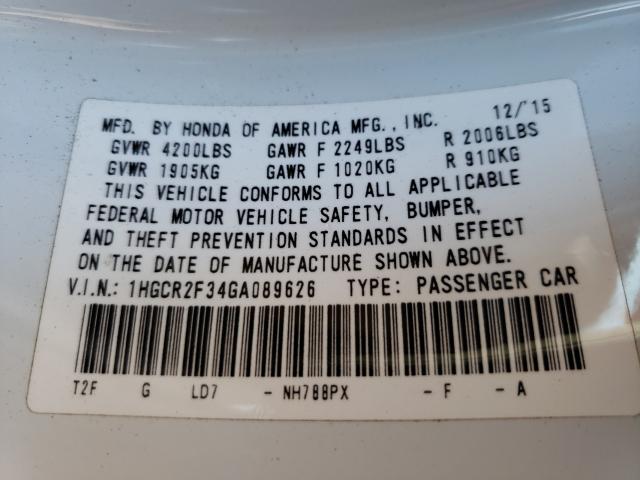 MFD. BY HONDA OF AMERICA MFG., INC. 12/'15
GVWR 4200LBS GAWR F 2249LBS R 2006LBS
GVWR 1905KG GAWR F 1020KG R 910KG
THIS VEHICLE CONFORMS TO ALL APPLICABLE
FEDERAL MOTOR VEHICLE SAFETY, BUMPER,
AND THEFT PREVENTION STANDARDS IN EFFECT
ON THE DATE OF MANUFACTURE SHOWN ABOVE.
V.I.N.: 1HGCR2F34GA089626 TYPE: PASSENGER CAR
T2F G LD7 - NH788PX - F - A